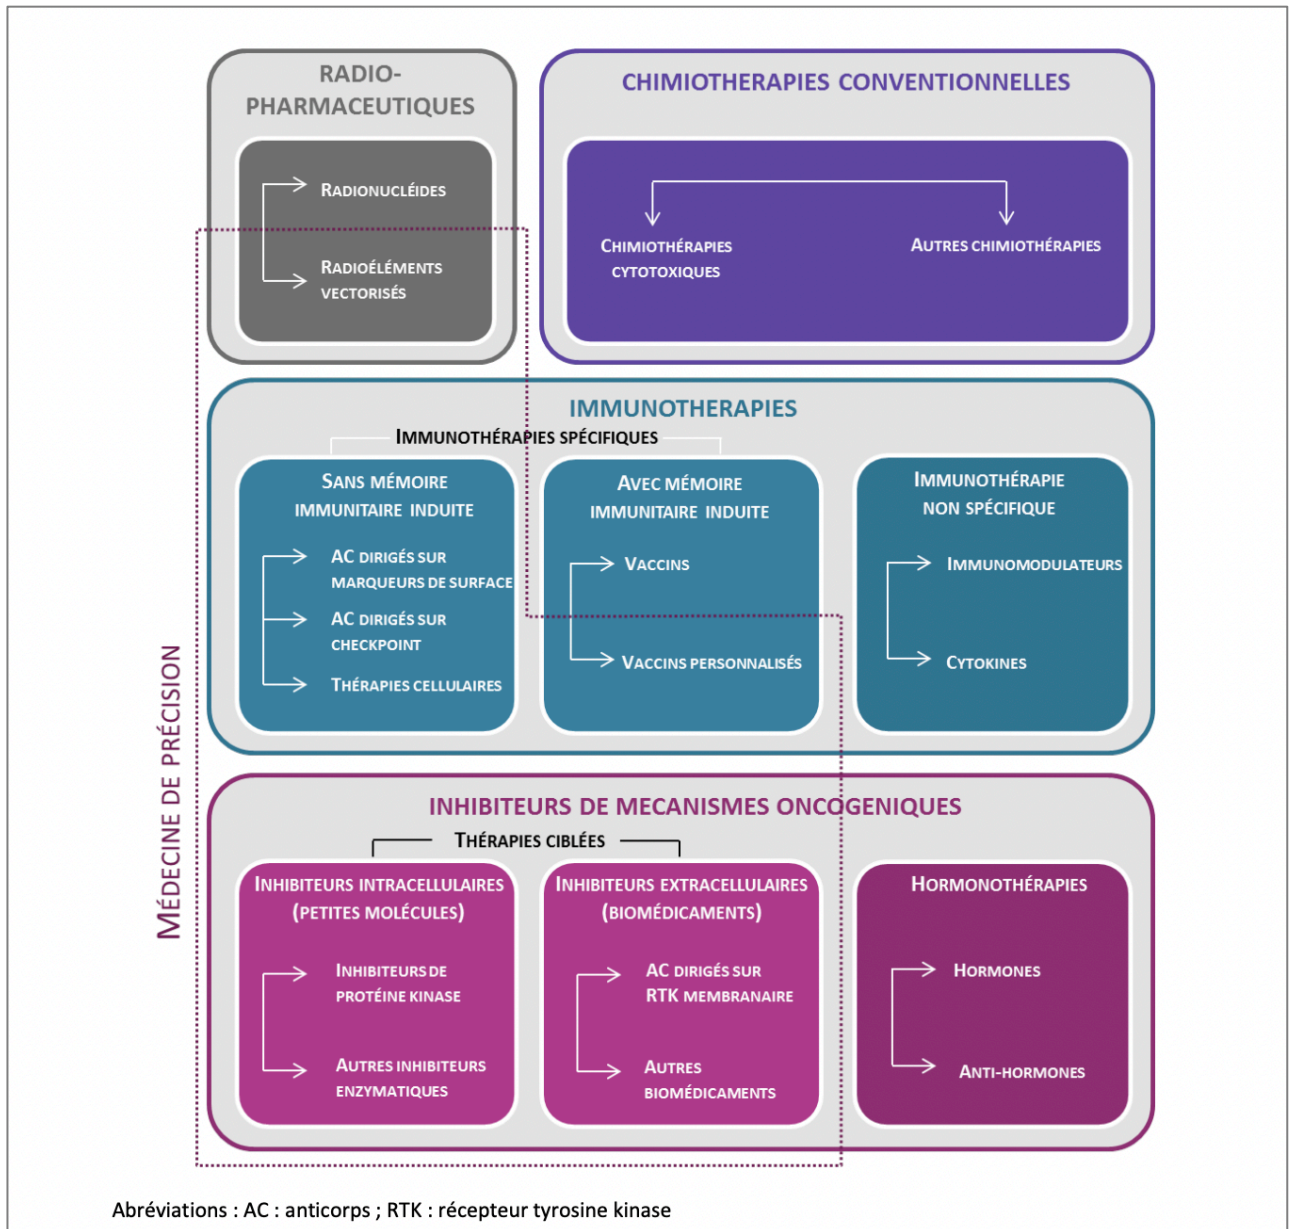 RADIO-
PHARMACEUTIQUES
RADIONUCLÉIDES
RADIOÉLÉMENTS
VECTORISÉS
CHIMIOTHERAPIES CONVENTIONNELLES
CHIMIOTHÉRAPIES
CYTOTOXIQUES
AUTRES CHIMIOTHÉRAPIES
IMMUNOTHERAPIES
IMMUNOTHÉRAPIES SPÉCIFIQUES
SANS MÉMOIRE
IMMUNITAIRE INDUITE
AC DIRIGÉS SUR
MARQUEURS DE SURFACE
AC DIRIGÉS SUR
CHECKPOINT
THÉRAPIES CELLULAIRES
AVEC MÉMOIRE
IMMUNITAIRE INDUITE
VACCINS
VACCINS PERSONNALISÉS
IMMUNOTHÉRAPIE
NON SPÉCIFIQUE
IMMUNOMODULATEURS
CYTOKINES
MÉDECINE DE PRÉCISION
INHIBITEURS DE MECANISMES ONCOGENIQUES
THÉRAPIES CIBLÉES
INHIBITEURS INTRACELLULAIRES
(PETITES MOLÉCULES)
INHIBITEURS DE
PROTÉINE KINASE
AUTRES INHIBITEURS
ENZYMATIQUES
INHIBITEURS EXTRACELLULAIRES
(BIOMÉDICAMENTS)
AC DIRIGÉS SUR
RTK MEMBRANAIRE
AUTRES
BIOMÉDICAMENTS
HORMONOTHÉRAPIES
HORMONES
ANTI-HORMONES
Abréviations : AC : anticorps ; RTK : récepteur tyrosine kinase